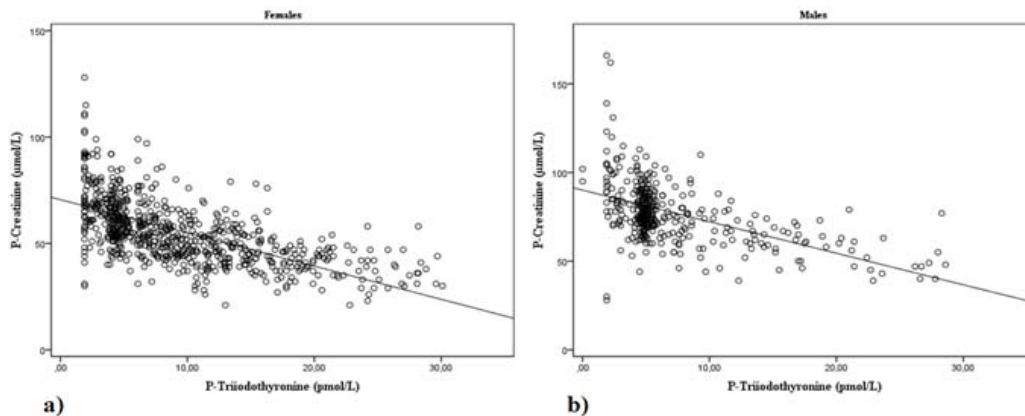 Females
150
100
50
0
,00
10,00
20,00
30,00
P-Creatinine (µmol/L)
P-Triiodothyronine (pmol/L)
a)
Males
150
100
50
0
,00
10,00
20,00
30,00
P-Creatinine (µmol/L)
P-Triiodothyronine (pmol/L)
b)